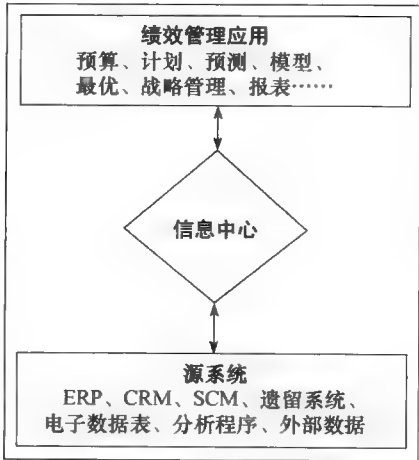 绩效管理应用
预算、计划、预测、模型、
最优、战略管理、报表……
信息中心
源系统
ERP、CRM、SCM、遗留系统、
电子数据表、分析程序、外部数据